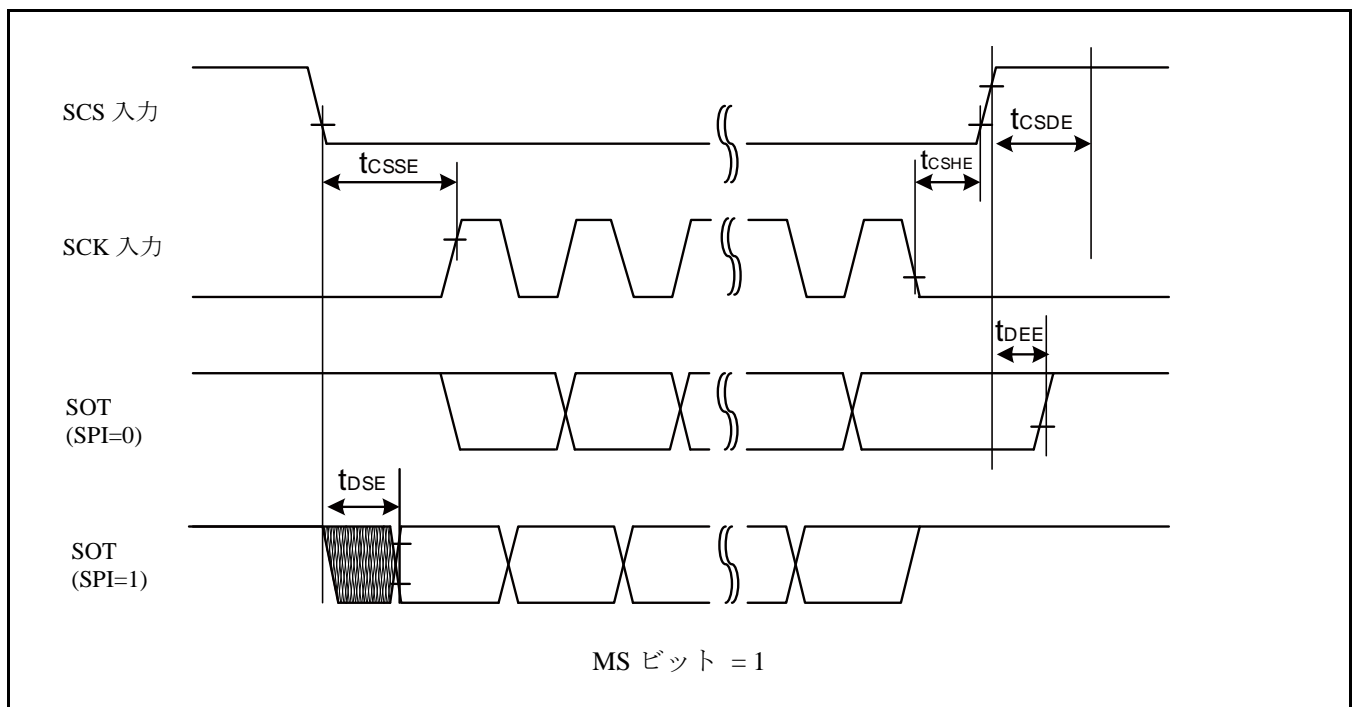 SCS 入力
tCSDE
tCSSE
tCSHE
SCK 入力
tDEE
SOT
(SPI=0)
tDSE
SOT
(SPI=1)
MS ビット = 1